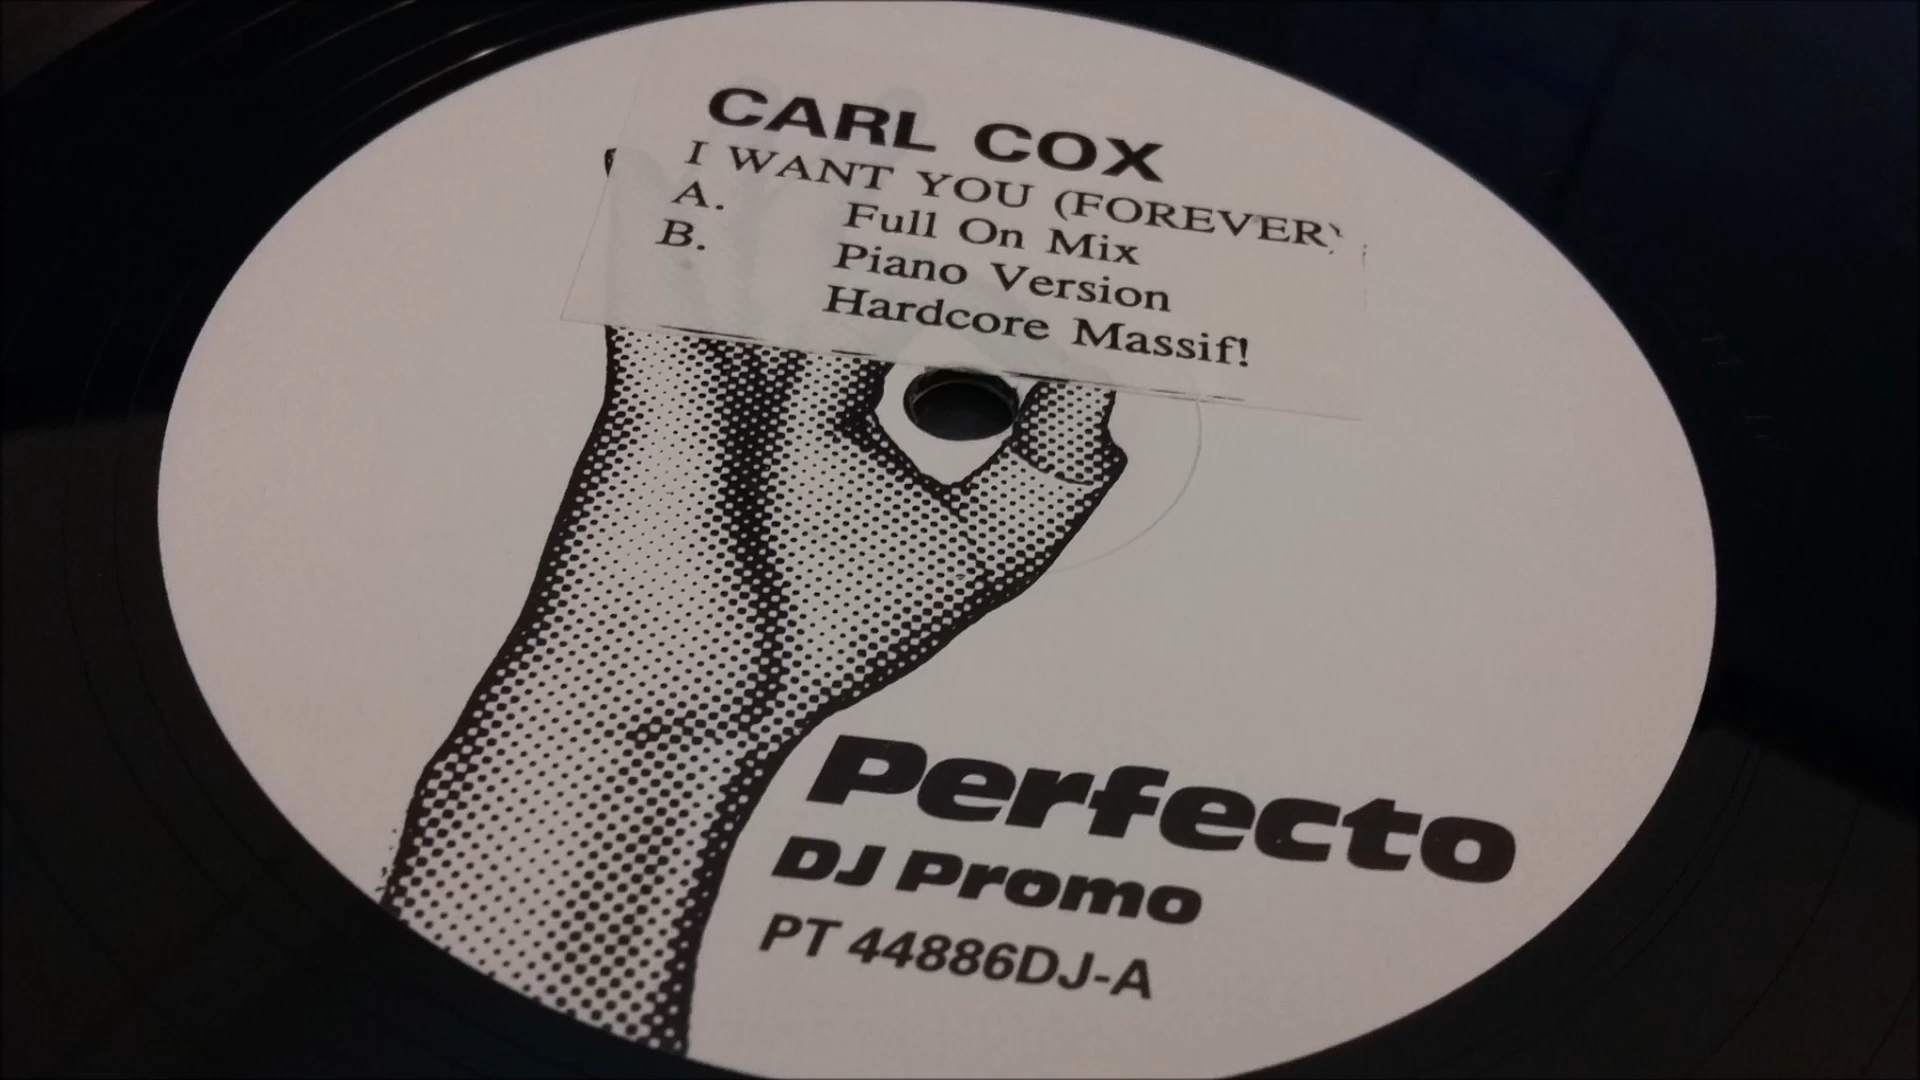 CARL COX
I WANT YOU (FOREVER)
A. Full On Mix
B. Piano Version
Hardcore Massif!
Perfecto
DJ Promo
PT 44886DJ-A